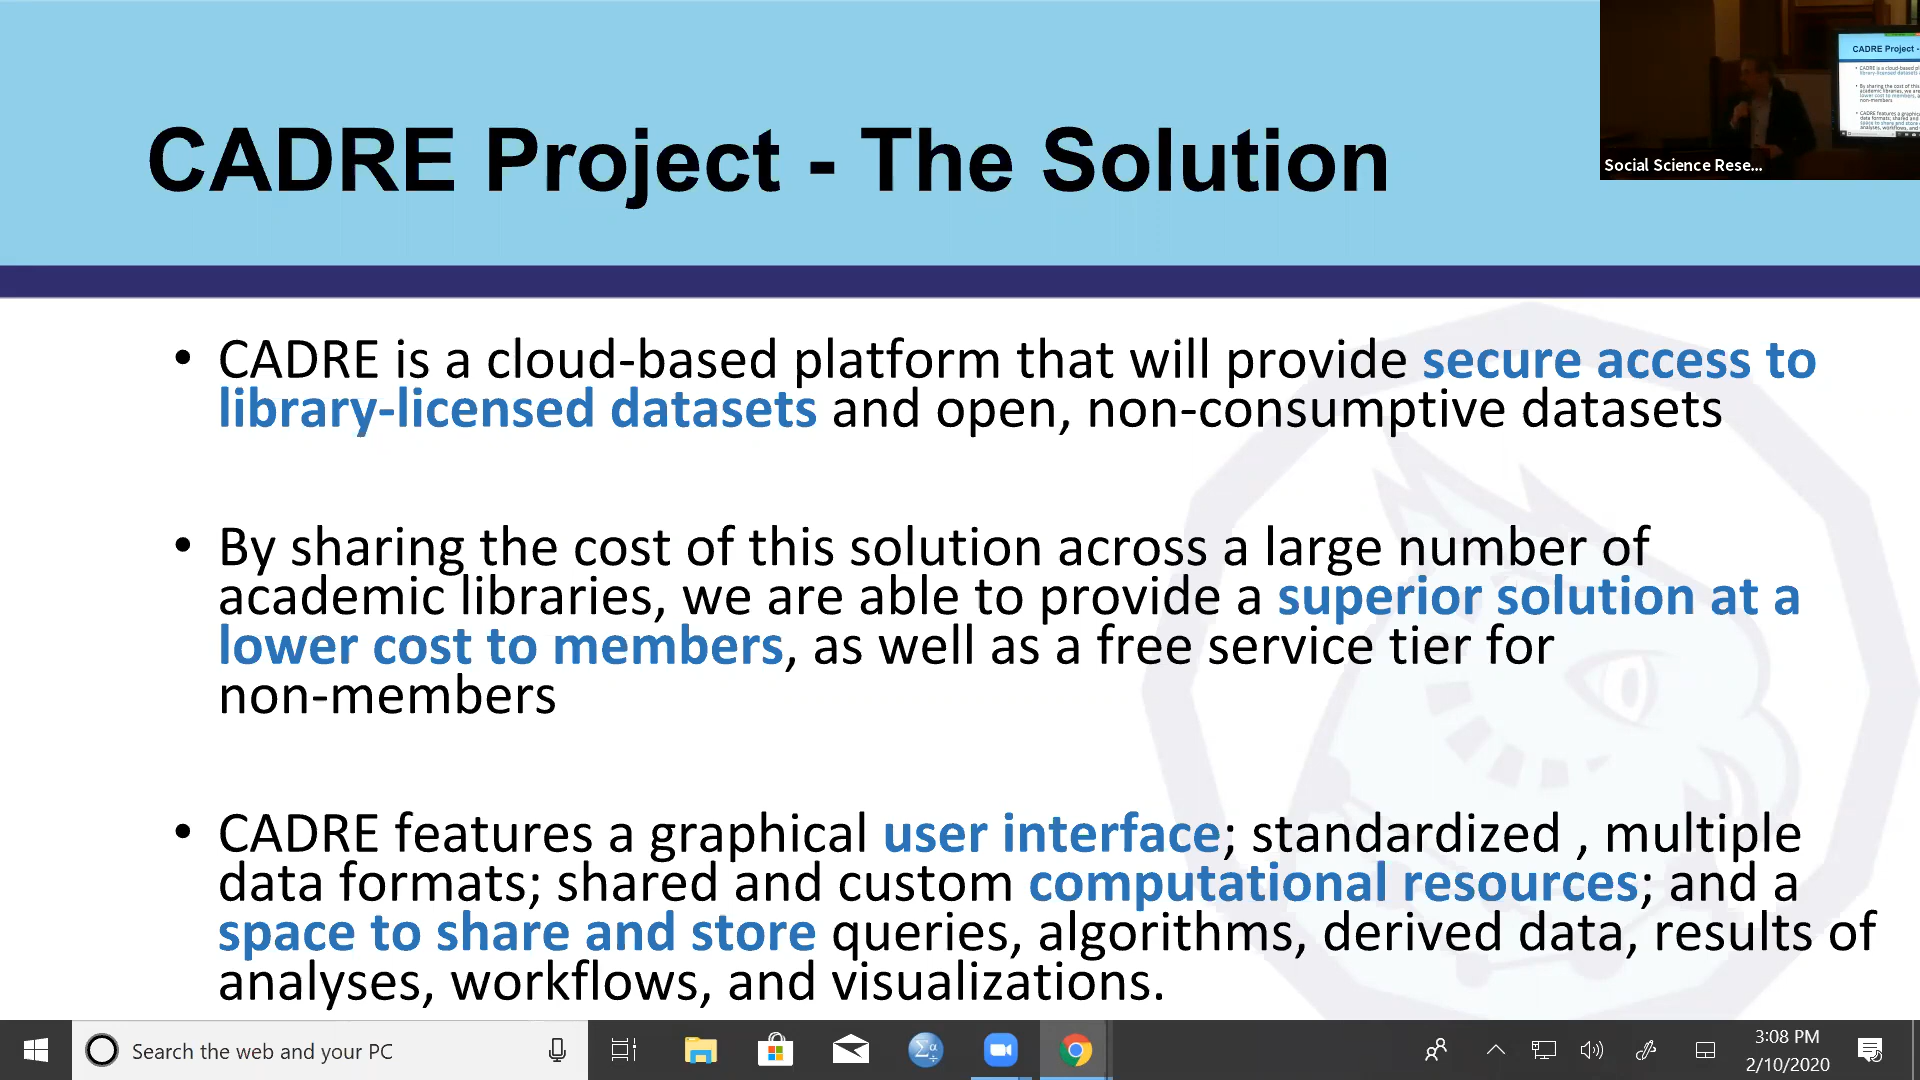 CADRE Project - The Solution
CADRE Project -
Social Science Rese...
• CADRE is a cloud-based platform that will provide secure access to
library-licensed datasets and open, non-consumptive datasets
• By sharing the cost of this solution across a large number of
academic libraries, we are able to provide a superior solution at a
lower cost to members, as well as a free service tier for
non-members
• CADRE features a graphical user interface; standardized , multiple
data formats; shared and custom computational resources; and a
space to share and store queries, algorithms, derived data, results of
analyses, workflows, and visualizations.
Search the web and your PC
3:08 PM
2/10/2020